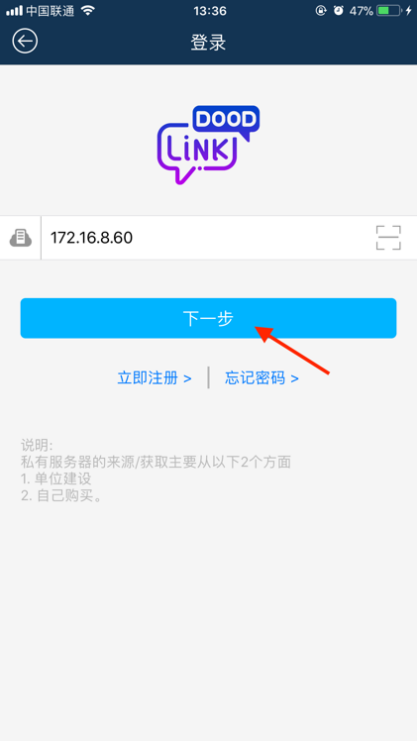 中国联通 13:36 47%
登录
DOOD
LiNK
172.16.8.60
下一步
立即注册 > | 忘记密码 >
说明:
私有服务器的来源/获取主要从以下2个方面
1. 单位建设
2. 自己购买。